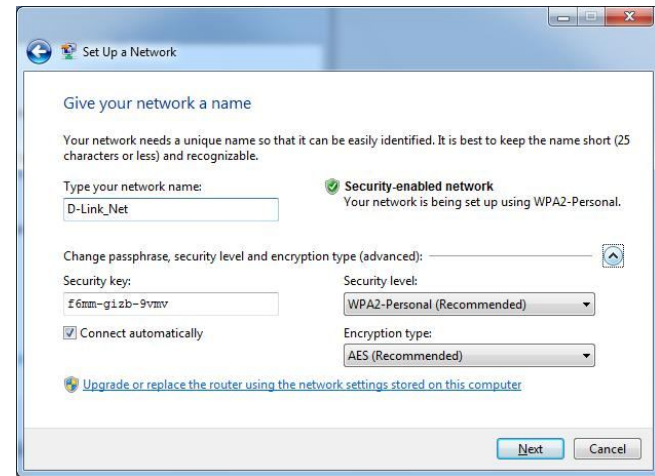 Set Up a Network
Give your network a name
Your network needs a unique name so that it can be easily identified. It is best to keep the name short (25
characters or less) and recognizable.
Type your network name:
D-Link_Net
Security-enabled network
Your network is being set up using WPA2-Personal.
Change passphrase, security level and encryption type (advanced):
Security key:
f6mm-gizb-9vmv
Security level:
WPA2-Personal (Recommended)
Connect automatically
Encryption type:
AES (Recommended)
Upgrade or replace the router using the network settings stored on this computer
Next
Cancel